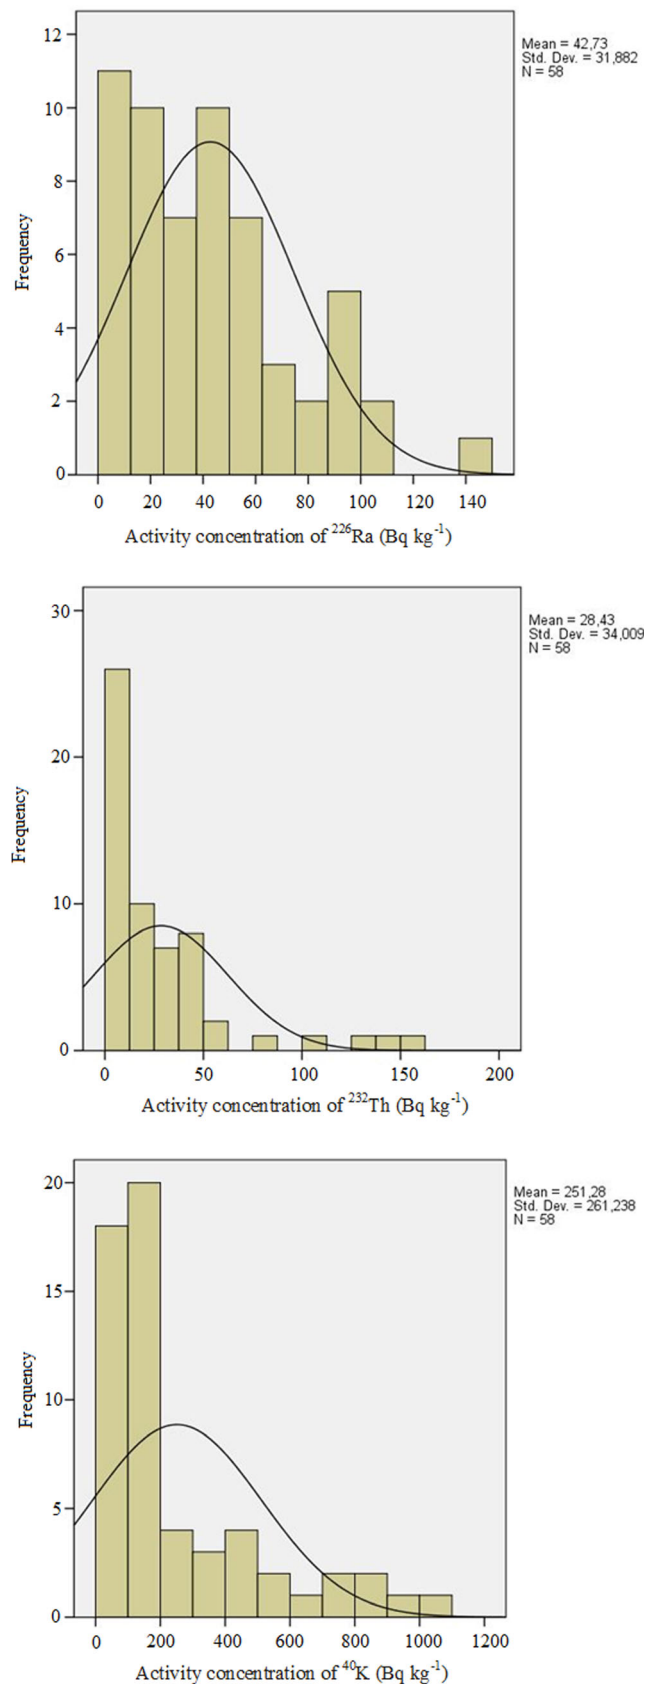 12
10
8
6
4
2
0
Frequency
0 20 40 60 80 100 120 140
Activity concentration of ²²⁶Ra (Bq kg⁻¹)
Mean = 42,73
Std. Dev. = 31,882
N = 58
30
20
10
0
Frequency
0 50 100 150 200
Activity concentration of ²³²Th (Bq kg⁻¹)
Mean = 28,43
Std. Dev. = 34,009
N = 58
20
15
10
5
0
Frequency
0 200 400 600 800 1000 1200
Activity concentration of ⁴⁰K (Bq kg⁻¹)
Mean = 251,28
Std. Dev. = 261,238
N = 58